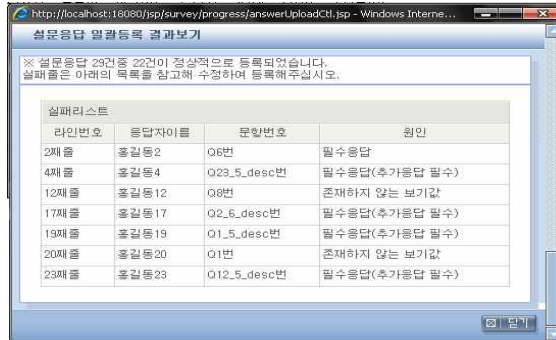 http://localhost:18080/jsp/survey/progress/answerUploadCtl.jsp - Windows Interne...
설문응답 일괄등록 결과보기
※ 설문응답 29건중 22건이 정상적으로 등록되었습니다.
실패줄은 아래의 목록을 참고해 수정하여 등록해주십시오.
실패리스트
라인번호 응답자이름 문항번호 원인
2째 줄 홍길동2 Q6번 필수응답
4째 줄 홍길동4 Q23_5_desc번 필수응답(추가응답 필수)
12째 줄 홍길동12 Q8번 존재하지 않는 보기값
17째 줄 홍길동17 Q2_6_desc번 필수응답(추가응답 필수)
19째 줄 홍길동19 Q1_5_desc번 필수응답(추가응답 필수)
20째 줄 홍길동20 Q1번 존재하지 않는 보기값
23째 줄 홍길동23 Q12_5_desc번 필수응답(추가응답 필수)
닫기